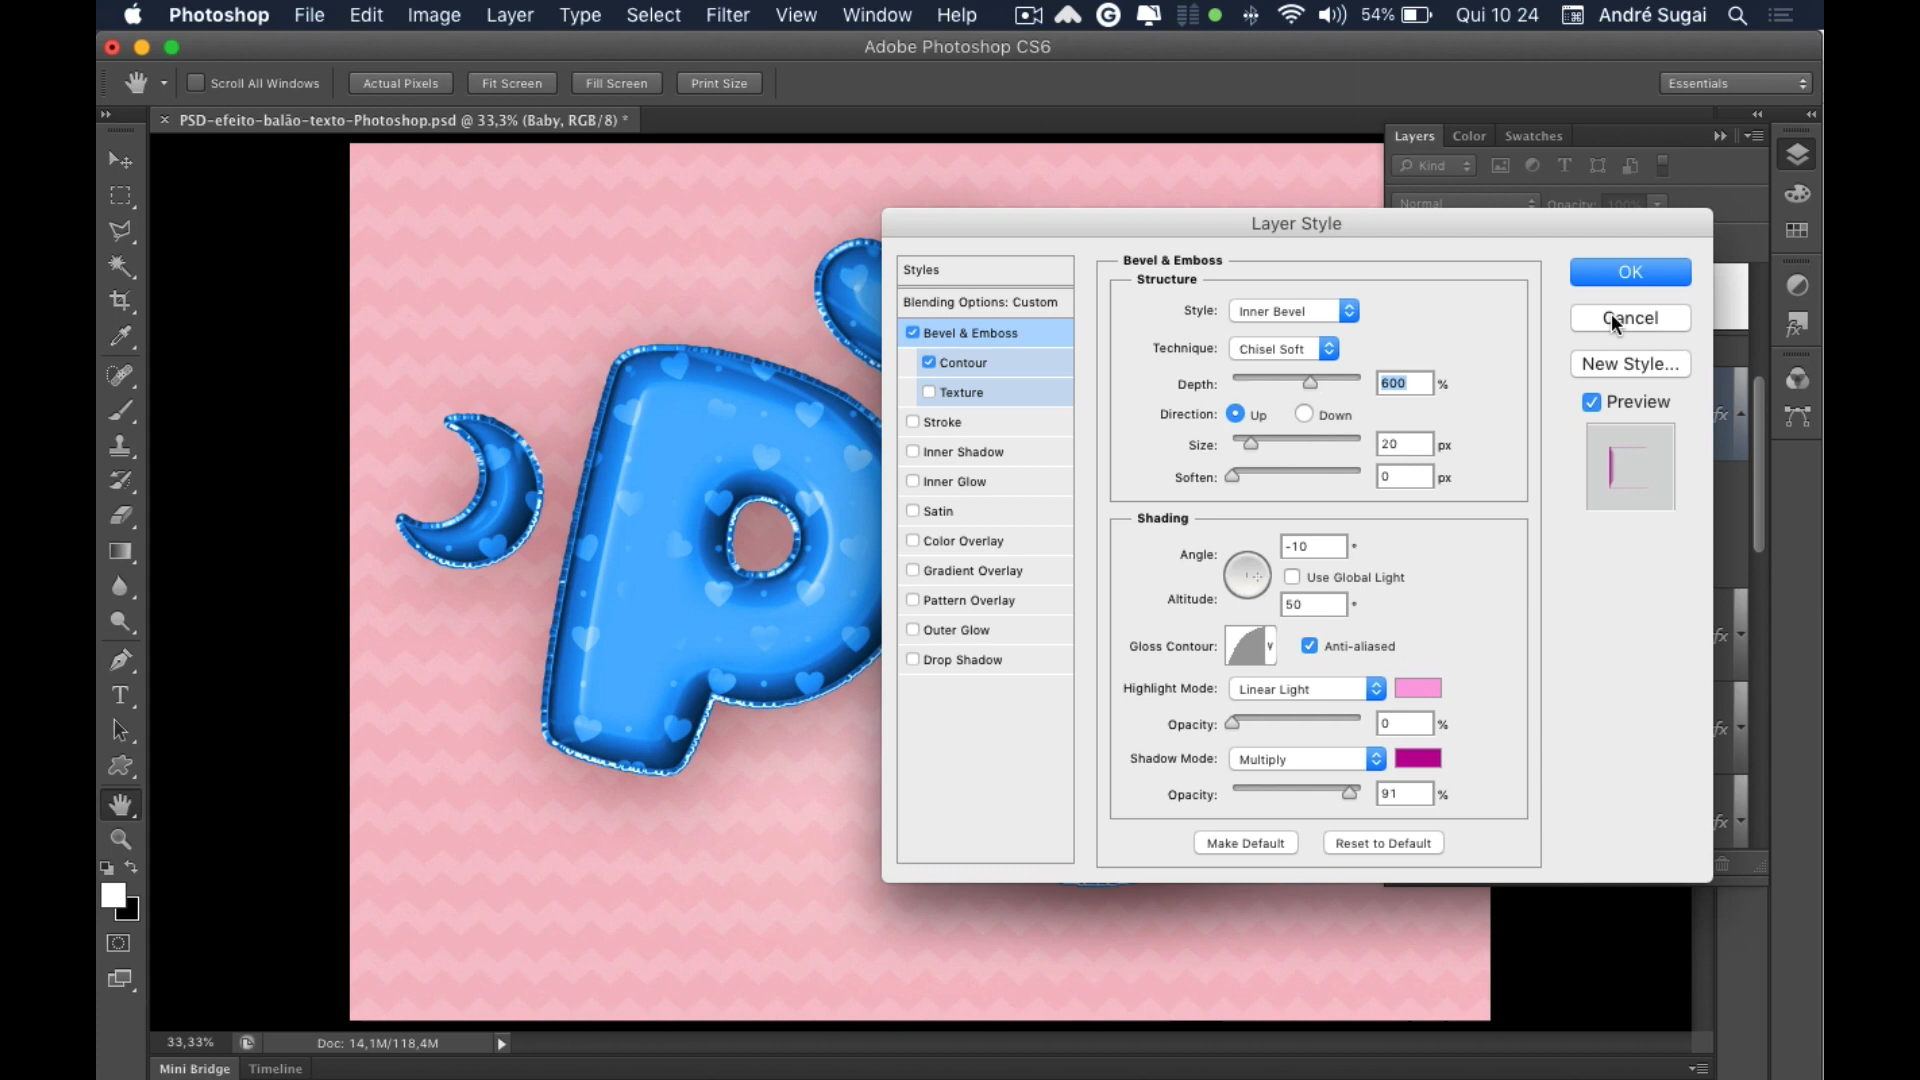 Photoshop File Edit Image Layer Type Select Filter View Window Help 54% Qui 10 24 André Sugai
Adobe Photoshop CS6
Scroll All Windows Actual Pixels Fit Screen Fill Screen Print Size Essentials
× PSD-efeito-balão-texto-Photoshop.psd @ 33,3% (Baby, RGB/8) *
Layers Color Swatches
Kind
Normal Opacity: 100%
Layer Style
Styles
Blending Options: Custom
Bevel & Emboss
Contour
Texture
Stroke
Inner Shadow
Inner Glow
Satin
Color Overlay
Gradient Overlay
Pattern Overlay
Outer Glow
Drop Shadow
Bevel & Emboss
Structure
Style: Inner Bevel
Technique: Chisel Soft
Depth: 600 %
Direction: Up Down
Size: 20 px
Soften: 0 px
Shading
Angle: -10 °
Use Global Light
Altitude: 50 °
Gloss Contour: Anti-aliased
Highlight Mode: Linear Light
Opacity: 0 %
Shadow Mode: Multiply
Opacity: 91 %
Make Default Reset to Default
OK
Cancel
New Style...
Preview
fx
fx
fx
fx
P
33,33% Doc: 14,1M/118,4M
Mini Bridge Timeline